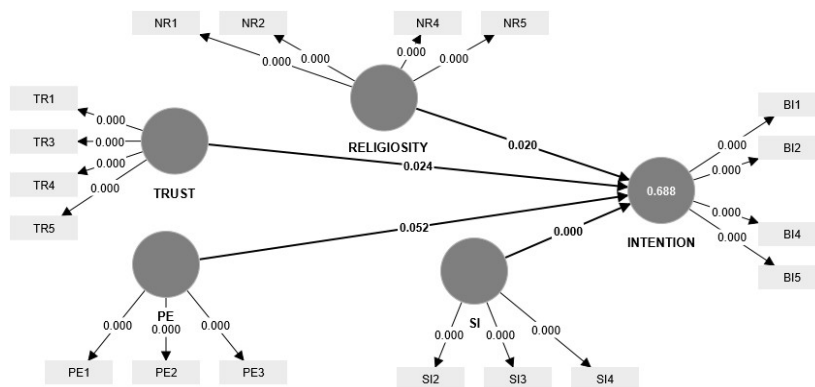 NR1
NR2
NR4
NR5
0.000
0.000
0.000
0.000
RELIGIOSITY
TR1
TR3
TR4
TR5
0.000
0.000
0.000
0.000
TRUST
0.020
0.024
0.052
0.000
BI1
BI2
BI4
BI5
0.000
0.000
0.000
0.000
0.688
INTENTION
PE
0.000
0.000
0.000
PE1
PE2
PE3
SI
0.000
0.000
0.000
SI2
SI3
SI4